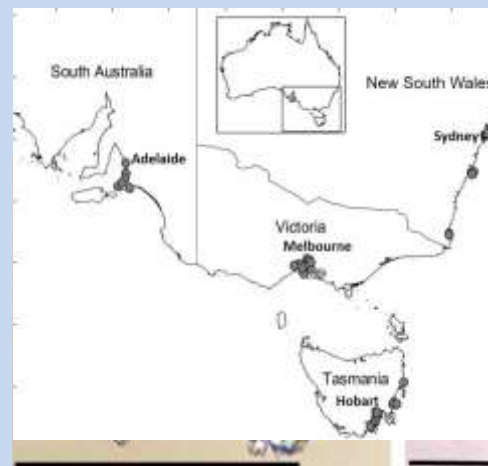 South Australia
New South Wales
Sydney
Adelaide
Victoria
Melbourne
Tasmania
Hobart